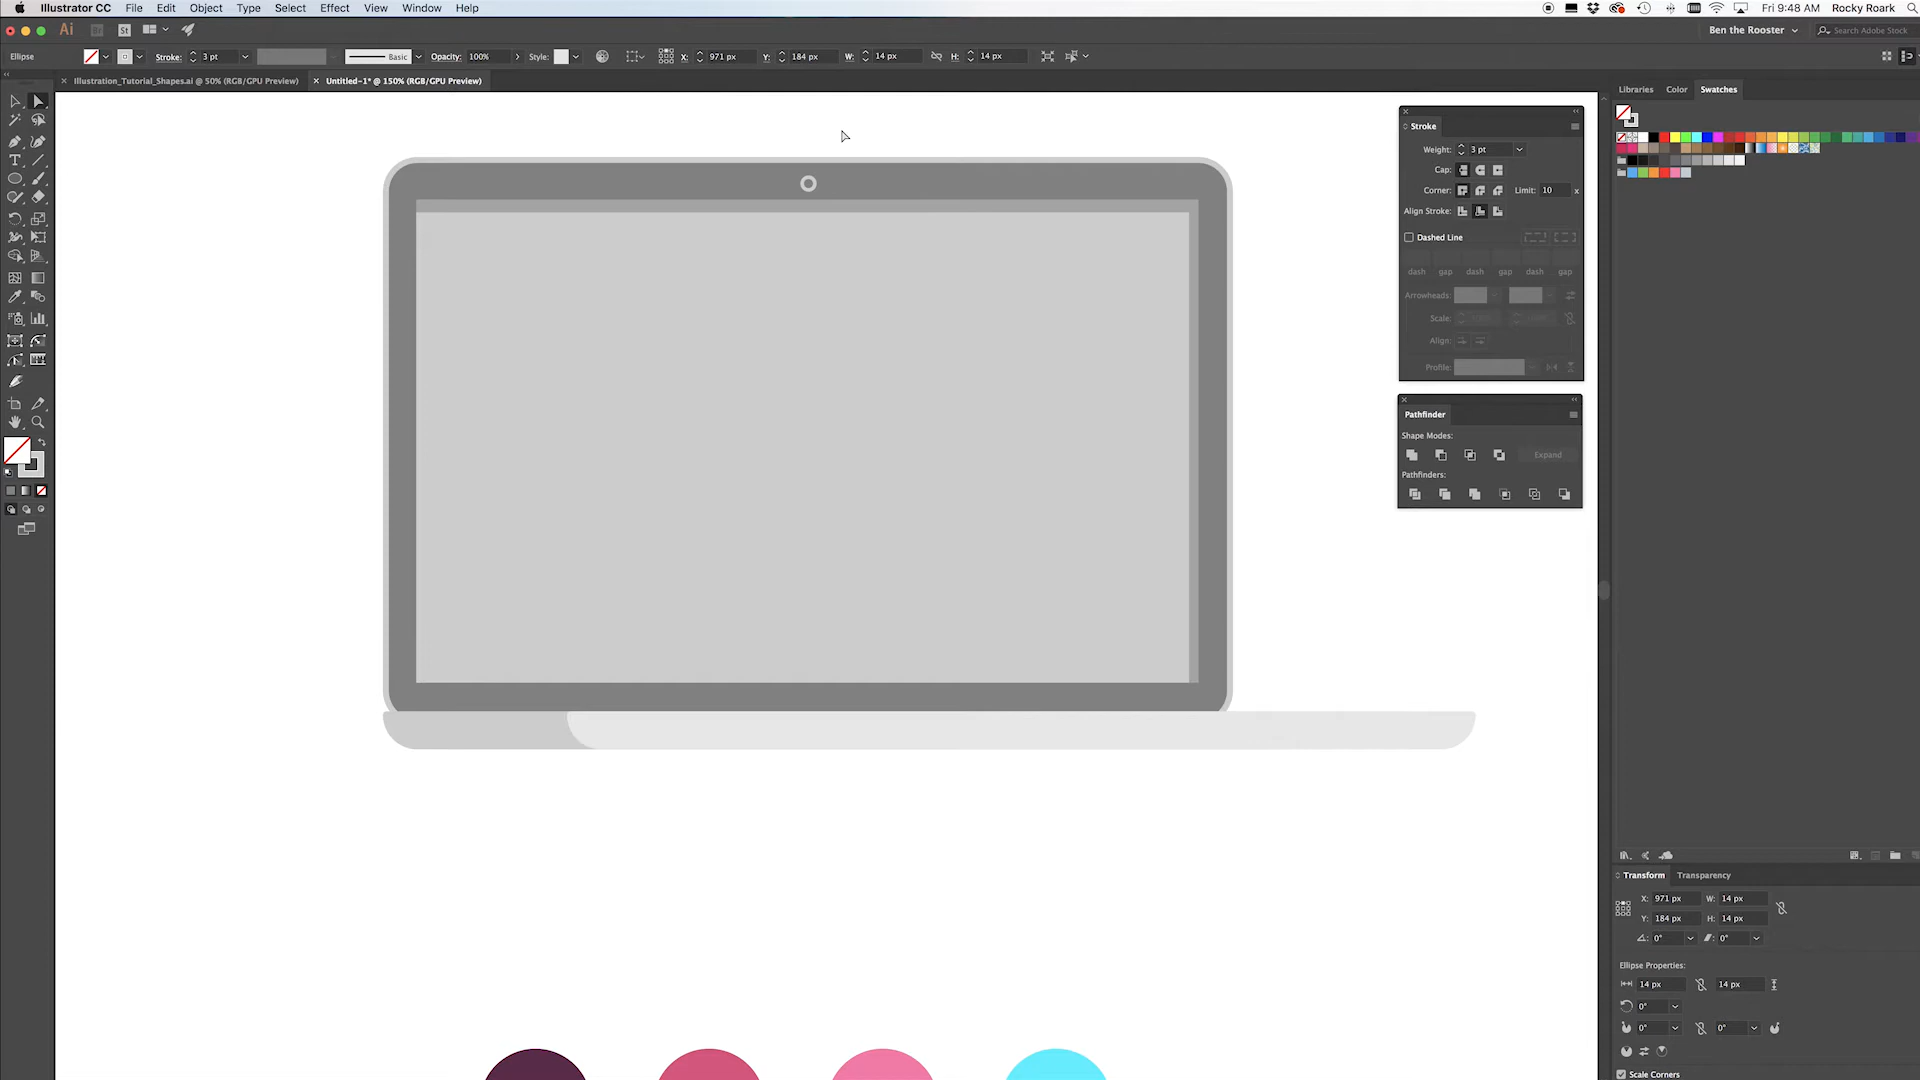 Illustrator CC File Edit Object Type Select Effect View Window Help Fri 9:48 AM Rocky Roark
Ai Br St Ben the Rooster Search Adobe Stock
Ellipse Stroke: 3 pt Basic Opacity: 100% Style: X: 971 px Y: 184 px W: 14 px H: 14 px
Illustration_Tutorial_Shapes.ai @ 50% (RGB/GPU Preview) Untitled-1* @ 150% (RGB/GPU Preview)
Libraries Color Swatches
Stroke
Weight: 3 pt
Cap:
Corner: Limit: 10 x
Align Stroke:
Dashed Line
dash gap dash gap dash gap
Arrowheads:
Scale:
Align:
Profile:
Pathfinder
Shape Modes:
Expand
Pathfinders:
Transform Transparency
X: 971 px W: 14 px
Y: 184 px H: 14 px
0° 0°
Ellipse Properties:
14 px 14 px
0°
0° 0°
Scale Corners